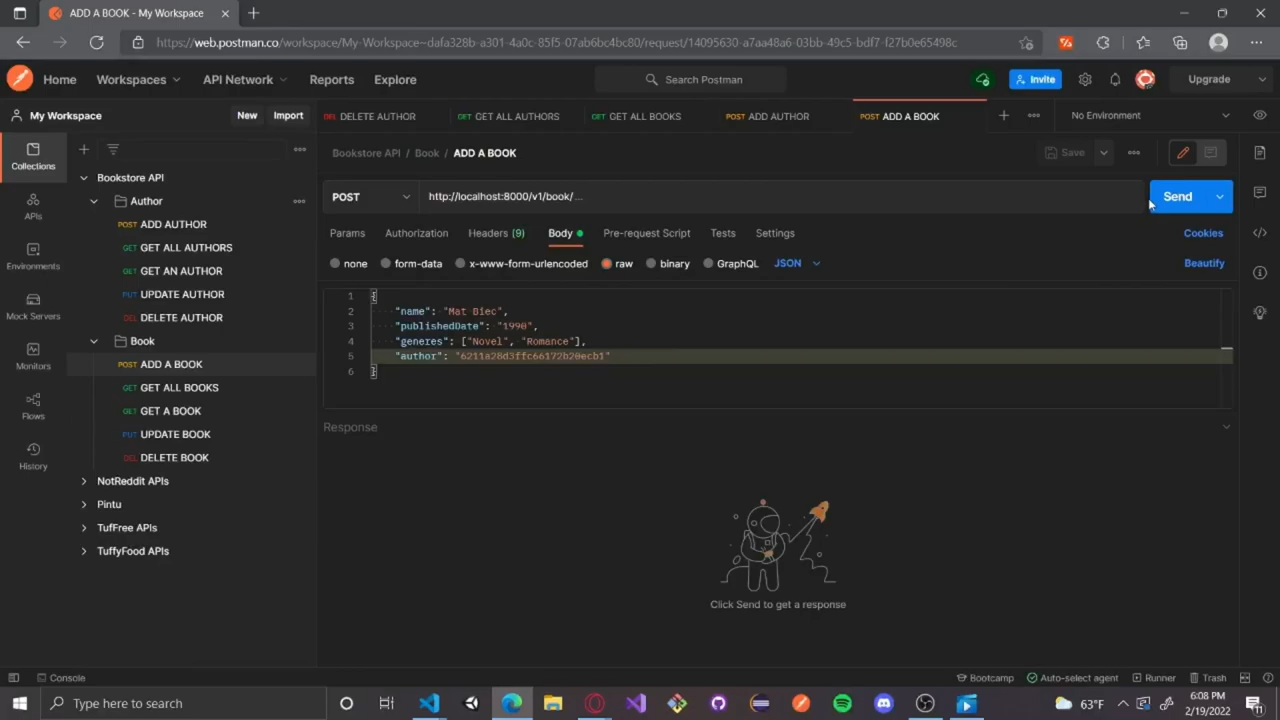 ADD A BOOK - My Workspace
https://web.postman.co/workspace/My-Workspace~dafa328b-a301-4a0c-85f5-07ab6bc4bc80/request/14095630-a7aa48a6-03bb-49c5-bdf7-f27b0e65498c
Home Workspaces API Network Reports Explore Search Postman Invite Upgrade
My Workspace New Import DEL DELETE AUTHOR GET GET ALL AUTHORS GET GET ALL BOOKS POST ADD AUTHOR POST ADD A BOOK No Environment
Bookstore API / Book / ADD A BOOK Save
Collections
APIs
Environments
Mock Servers
Monitors
Flows
History
Bookstore API
Author
POST ADD AUTHOR
GET GET ALL AUTHORS
GET GET AN AUTHOR
PUT UPDATE AUTHOR
DEL DELETE AUTHOR
Book
POST ADD A BOOK
GET GET ALL BOOKS
GET GET A BOOK
PUT UPDATE BOOK
DEL DELETE BOOK
NotReddit APIs
Pintu
TufFree APIs
TuffyFood APIs
POST http://localhost:8000/v1/book/... Send
Params Authorization Headers (9) Body Pre-request Script Tests Settings Cookies
none form-data x-www-form-urlencoded raw binary GraphQL JSON Beautify
1 {
2 "name": "Mat Biec",
3 "publishedDate": "1990",
4 "generes": ["Novel", "Romance"],
5 "author": "6211a28d3ffc66172b20ecb1"
6 }
Response
Click Send to get a response
Console Bootcamp Auto-select agent Runner Trash
Type here to search 63°F 6:08 PM
2/19/2022